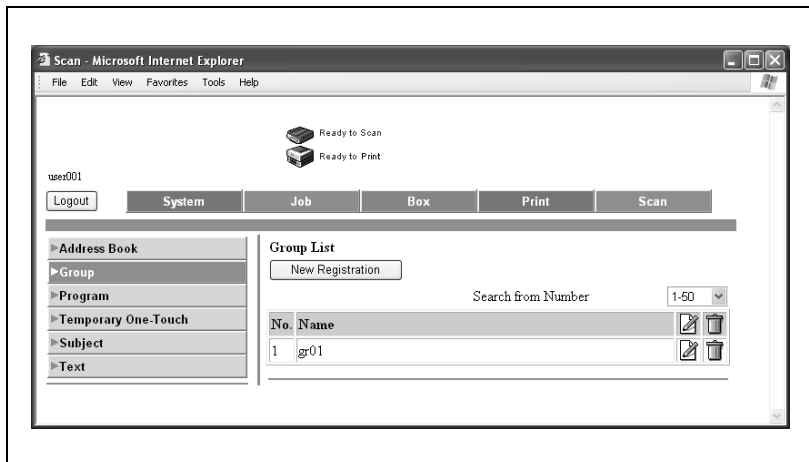 Scan - Microsoft Internet Explorer
File Edit View Favorites Tools Help
Ready to Scan
Ready to Print
user001
Logout System Job Box Print Scan
Address Book
Group
Program
Temporary One-Touch
Subject
Text
Group List
New Registration
Search from Number 1-50
No. Name
1 gr01